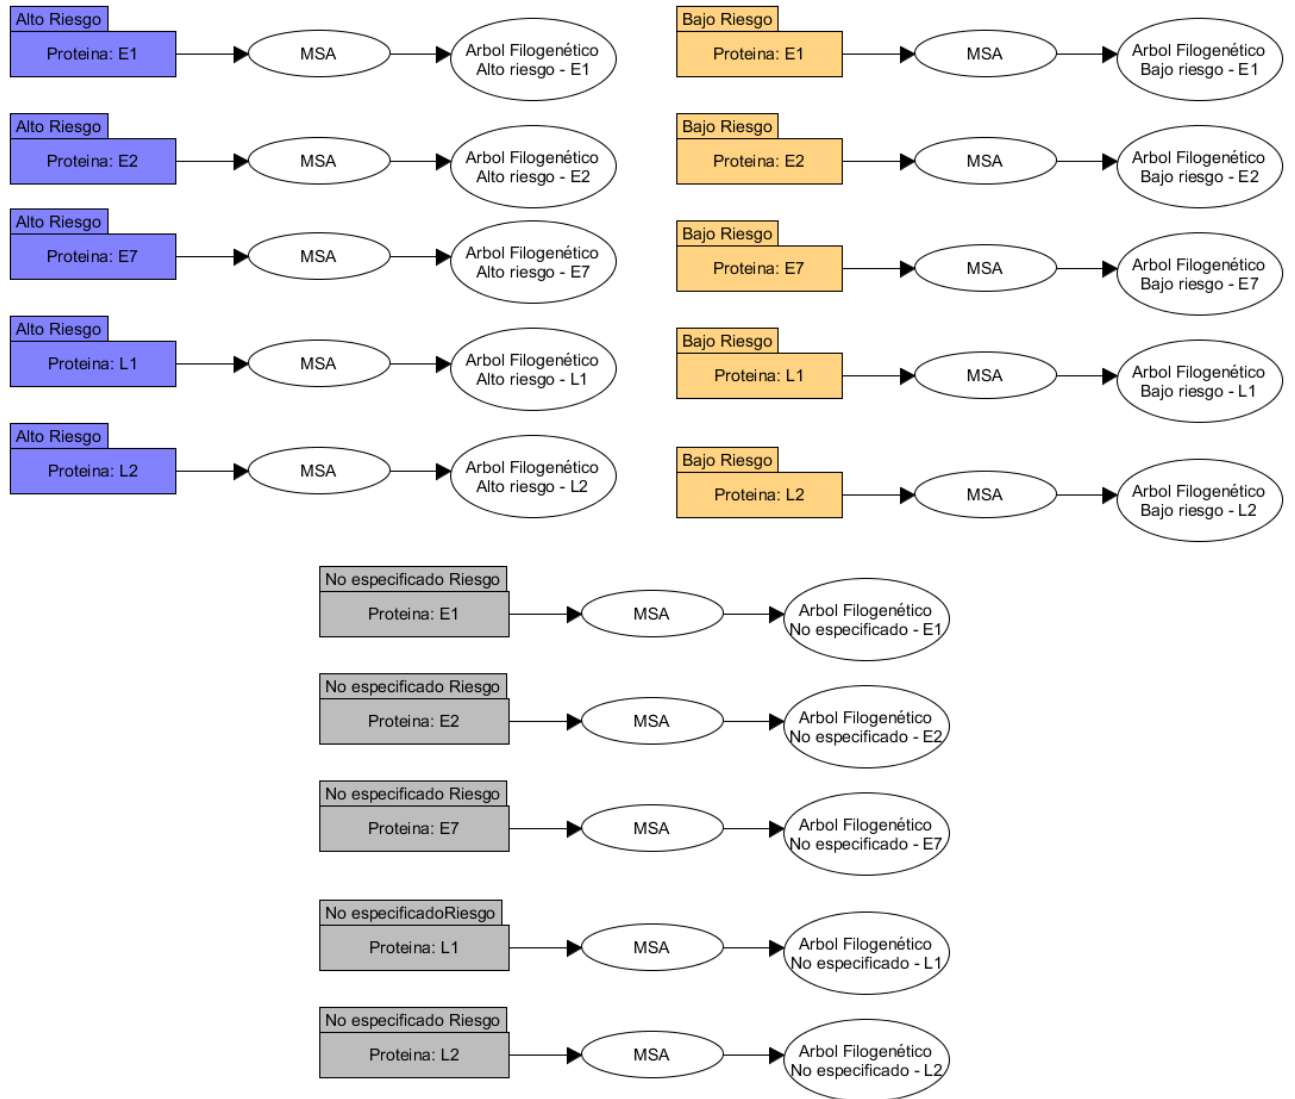 Alto Riesgo
Proteina: E1
MSA
Arbol Filogenético
Alto riesgo - E1
Alto Riesgo
Proteina: E2
MSA
Arbol Filogenético
Alto riesgo - E2
Alto Riesgo
Proteina: E7
MSA
Arbol Filogenético
Alto riesgo - E7
Alto Riesgo
Proteina: L1
MSA
Arbol Filogenético
Alto riesgo - L1
Alto Riesgo
Proteina: L2
MSA
Arbol Filogenético
Alto riesgo - L2
Bajo Riesgo
Proteina: E1
MSA
Arbol Filogenético
Bajo riesgo - E1
Bajo Riesgo
Proteina: E2
MSA
Arbol Filogenético
Bajo riesgo - E2
Bajo Riesgo
Proteina: E7
MSA
Arbol Filogenético
Bajo riesgo - E7
Bajo Riesgo
Proteina: L1
MSA
Arbol Filogenético
Bajo riesgo - L1
Bajo Riesgo
Proteina: L2
MSA
Arbol Filogenético
Bajo riesgo - L2
No especificado Riesgo
Proteina: E1
MSA
Arbol Filogenético
No especificado - E1
No especificado Riesgo
Proteina: E2
MSA
Arbol Filogenético
No especificado - E2
No especificado Riesgo
Proteina: E7
MSA
Arbol Filogenético
No especificado - E7
No especificadoRiesgo
Proteina: L1
MSA
Arbol Filogenético
No especificado - L1
No especificado Riesgo
Proteina: L2
MSA
Arbol Filogenético
No especificado - L2